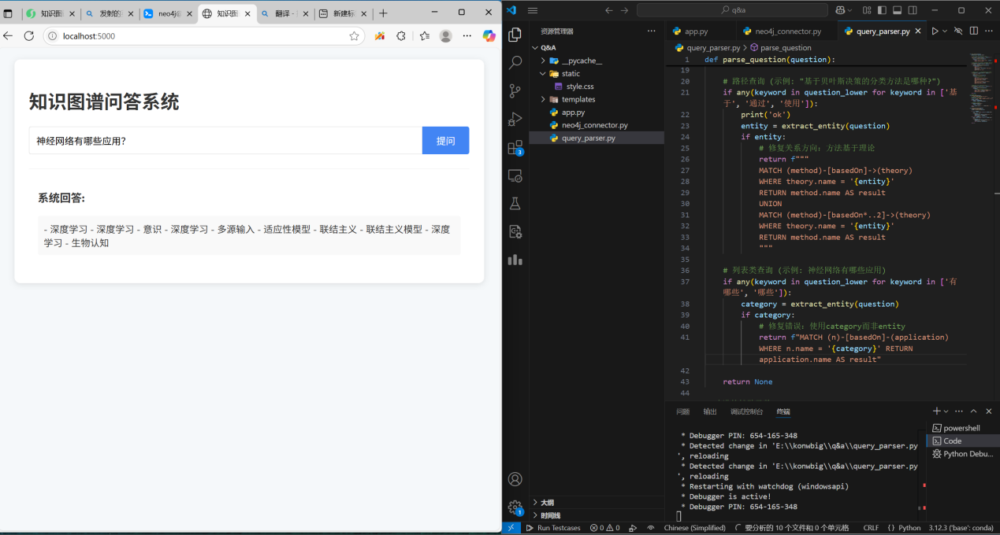 知识图
发射的
neo4j@
知识图
翻译 -
新建标
localhost:5000
知识图谱问答系统
神经网络有哪些应用?
提问
系统回答:
- 深度学习 - 深度学习 - 意识 - 深度学习 - 多源输入 - 适应性模型 - 联结主义 - 联结主义模型 - 深度
学习 - 生物认知
q&a
资源管理器
Q&A
__pycache__
static
style.css
templates
app.py
neo4j_connector.py
query_parser.py
大纲
时间线
app.py
neo4j_connector.py
query_parser.py
query_parser.py > parse_question
1 def parse_question(question):
19
20 # 路径查询 (示例: "基于贝叶斯决策的分类方法是哪种?")
21 if any(keyword in question_lower for keyword in ['基
于', '通过', '使用']):
22 print('ok')
23 entity = extract_entity(question)
24 if entity:
25 # 修复关系方向: 方法基于理论
26 return f"""
27 MATCH (method)-[basedOn]->(theory)
28 WHERE theory.name = '{entity}'
29 RETURN method.name AS result
30 UNION
31 MATCH (method)-[basedOn*..2]->(theory)
32 WHERE theory.name = '{entity}'
33 RETURN method.name AS result
34 """
35
36 # 列表类查询 (示例: 神经网络有哪些应用)
37 if any(keyword in question_lower for keyword in ['有
哪些', '哪些']):
38 category = extract_entity(question)
39 if category:
40 # 修复错误: 使用category而非entity
41 return f"MATCH (n)-[basedOn]-(application)
WHERE n.name = '{category}' RETURN
application.name AS result"
42
43 return None
44
问题 输出 调试控制台 终端
* Debugger PIN: 654-165-348
* Detected change in 'E:\\konwbig\\q&a\\query_parser.py
', reloading
* Detected change in 'E:\\konwbig\\q&a\\query_parser.py
', reloading
* Restarting with watchdog (windowsapi)
* Debugger is active!
* Debugger PIN: 654-165-348
powershell
Code
Python Debu...
3
1
Run Testcases 0 0 Chinese (Simplified) 要分析的 10 个文件和 0 个单元格 CRLF {} Python 3.12.3 ('base': conda)